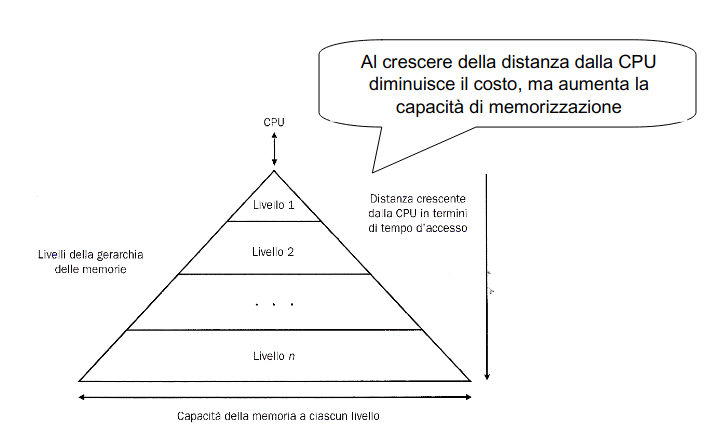 Al crescere della distanza dalla CPU
diminuisce il costo, ma aumenta la
capacità di memorizzazione
CPU
Livello 1
Distanza crescente
dalla CPU in termini
di tempo d'accesso
Livelli della gerarchia
delle memorie
Livello 2
. . .
Livello n
Capacità della memoria a ciascun livello